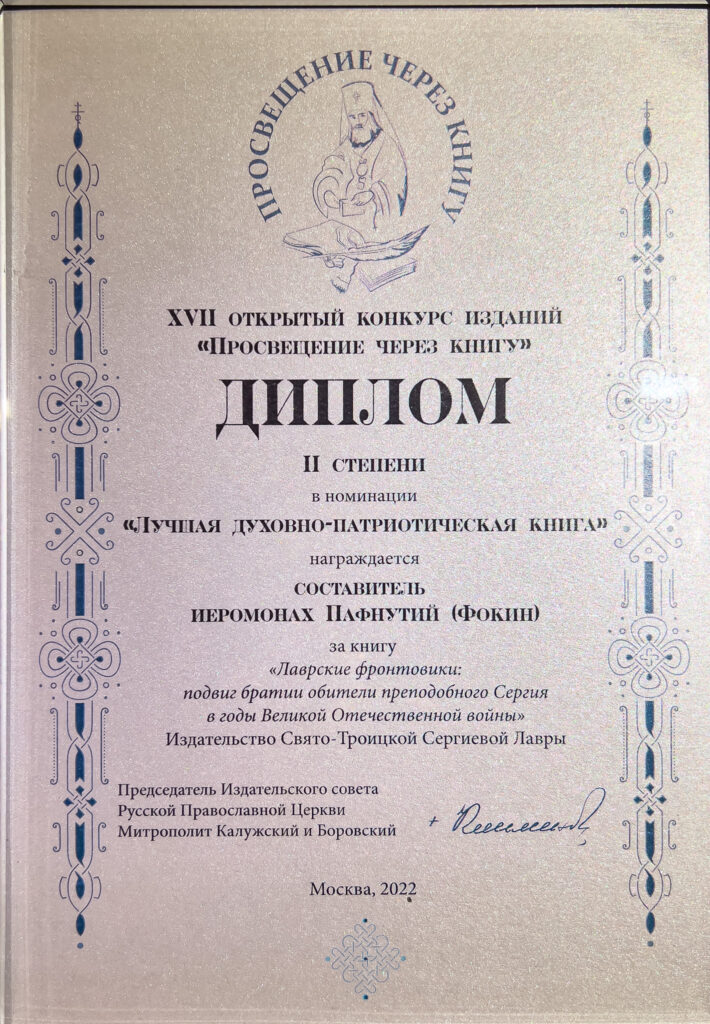 ПРОСВЕЩЕНИЕ ЧЕРЕЗ КНИГУ
XVII ОТКРЫТЫЙ КОНКУРС ИЗДАНИЙ
«ПРОСВЕЩЕНИЕ ЧЕРЕЗ КНИГУ»
ДИПЛОМ
II СТЕПЕНИ
в номинации
«ЛУЧШАЯ ДУХОВНО-ПАТРИОТИЧЕСКАЯ КНИГА»
награждается
СОСТАВИТЕЛЬ
ИЕРОМОНАХ ПАФНУТИЙ (ФОКИН)
за книгу
«Лаврские фронтовики:
подвиг братии обители преподобного Сергия
в годы Великой Отечественной войны»
Издательство Свято-Троицкой Сергиевой Лавры
Председатель Издательского совета
Русской Православной Церкви
Митрополит Калужский и Боровский
Москва, 2022